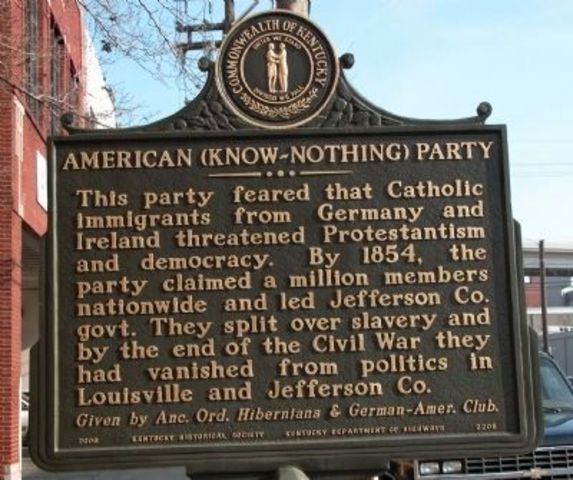 COMMONWEALTH OF KENTUCKY
UNITED WE STAND
DIVIDED WE FALL
AMERICAN (KNOW-NOTHING) PARTY
This party feared that Catholic
immigrants from Germany and
Ireland threatened Protestantism
and democracy. By 1854, the
party claimed a million members
nationwide and led Jefferson Co.
govt. They split over slavery and
by the end of the Civil War they
had vanished from politics in
Louisville and Jefferson Co.
Given by Anc. Ord. Hibernians & German-Amer. Club.
KENTUCKY HISTORICAL SOCIETY KENTUCKY DEPARTMENT OF HIGHWAYS 2208